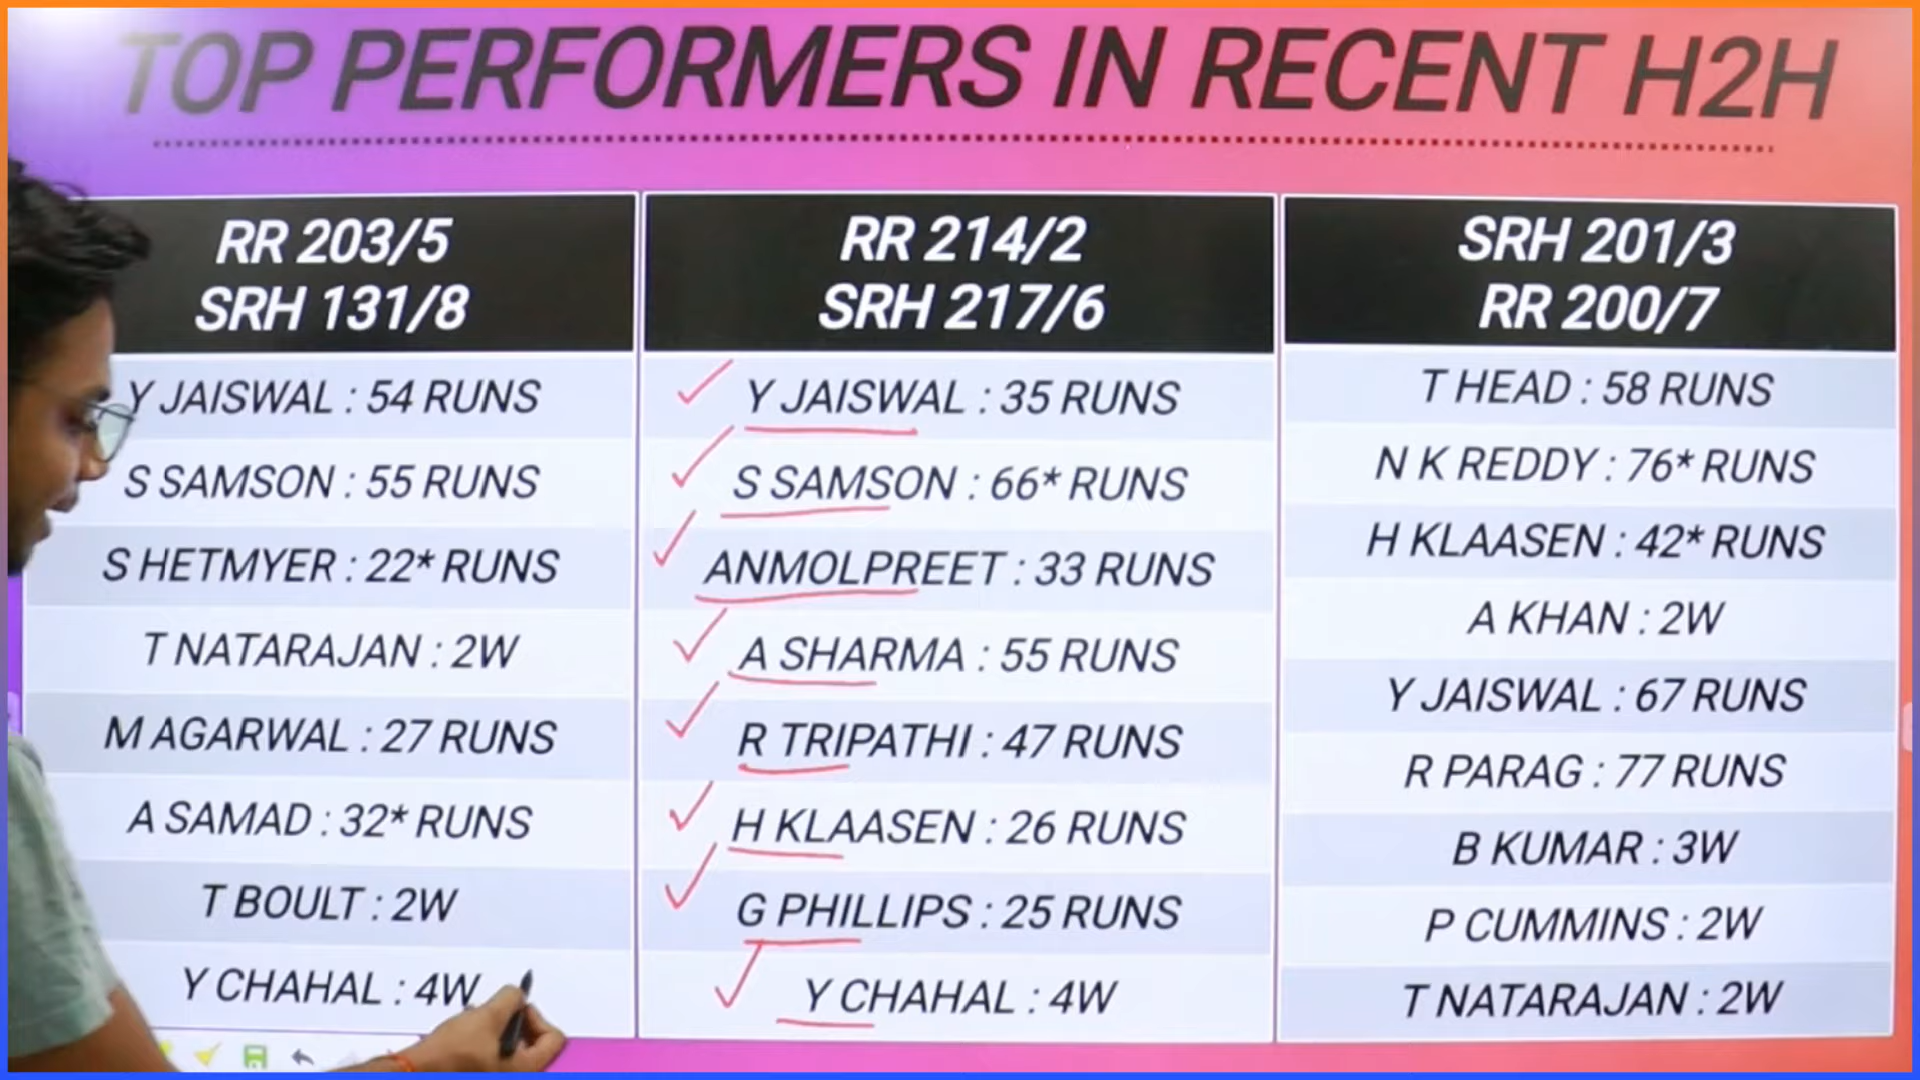 TOP PERFORMERS IN RECENT H2H
RR 203/5
SRH 131/8
Y JAISWAL : 54 RUNS
S SAMSON : 55 RUNS
S HETMYER : 22* RUNS
T NATARAJAN : 2W
M AGARWAL : 27 RUNS
A SAMAD : 32* RUNS
T BOULT : 2W
Y CHAHAL : 4W
RR 214/2
SRH 217/6
Y JAISWAL : 35 RUNS
S SAMSON : 66* RUNS
ANMOLPREET : 33 RUNS
A SHARMA : 55 RUNS
R TRIPATHI : 47 RUNS
H KLAASEN : 26 RUNS
G PHILLIPS : 25 RUNS
Y CHAHAL : 4W
SRH 201/3
RR 200/7
T HEAD : 58 RUNS
N K REDDY : 76* RUNS
H KLAASEN : 42* RUNS
A KHAN : 2W
Y JAISWAL : 67 RUNS
R PARAG : 77 RUNS
B KUMAR : 3W
P CUMMINS : 2W
T NATARAJAN : 2W